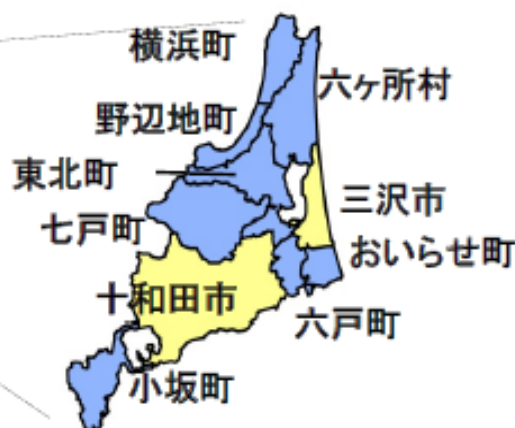 横浜町
六ヶ所村
野辺地町
東北町
三沢市
七戸町
おいらせ町
十和田市
六戸町
小坂町